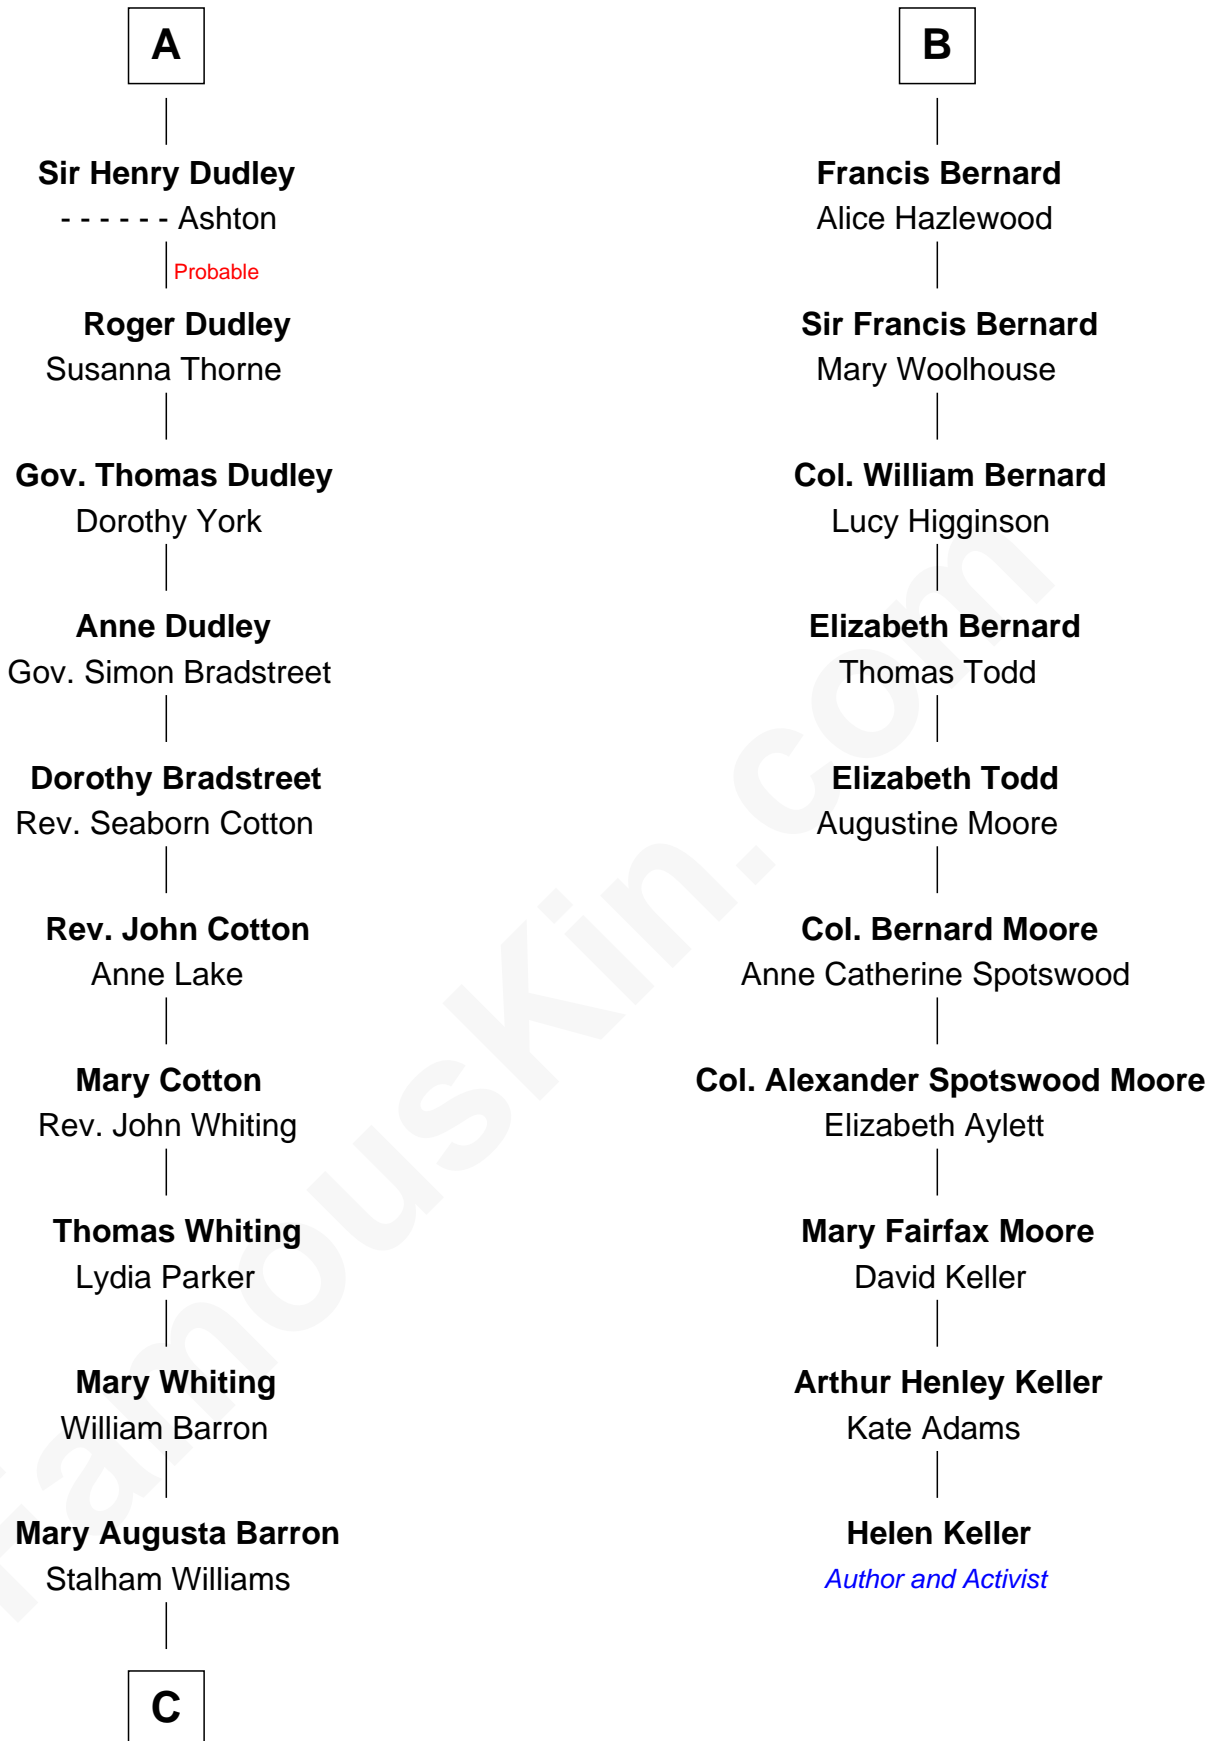 A
Sir Henry Dudley
- - - - - - Ashton
Probable
Roger Dudley
Susanna Thorne
Gov. Thomas Dudley
Dorothy York
Anne Dudley
Gov. Simon Bradstreet
Dorothy Bradstreet
Rev. Seaborn Cotton
Rev. John Cotton
Anne Lake
Mary Cotton
Rev. John Whiting
Thomas Whiting
Lydia Parker
Mary Whiting
William Barron
Mary Augusta Barron
Stalham Williams
C
B
Francis Bernard
Alice Hazlewood
Sir Francis Bernard
Mary Woolhouse
Col. William Bernard
Lucy Higginson
Elizabeth Bernard
Thomas Todd
Elizabeth Todd
Augustine Moore
Col. Bernard Moore
Anne Catherine Spotswood
Col. Alexander Spotswood Moore
Elizabeth Aylett
Mary Fairfax Moore
David Keller
Arthur Henley Keller
Kate Adams
Helen Keller
Author and Activist
FamousKin.com